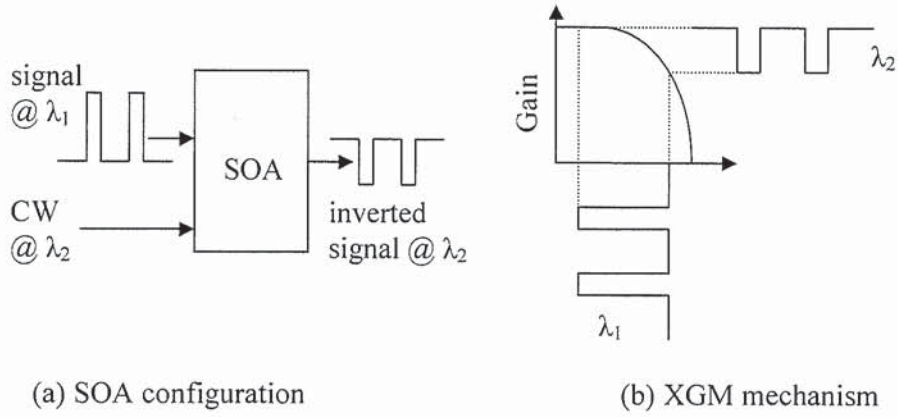 signal
@ λ₁
SOA
CW
@ λ₂
inverted
signal @ λ₂
(a) SOA configuration
Gain
λ₂
λ₁
(b) XGM mechanism